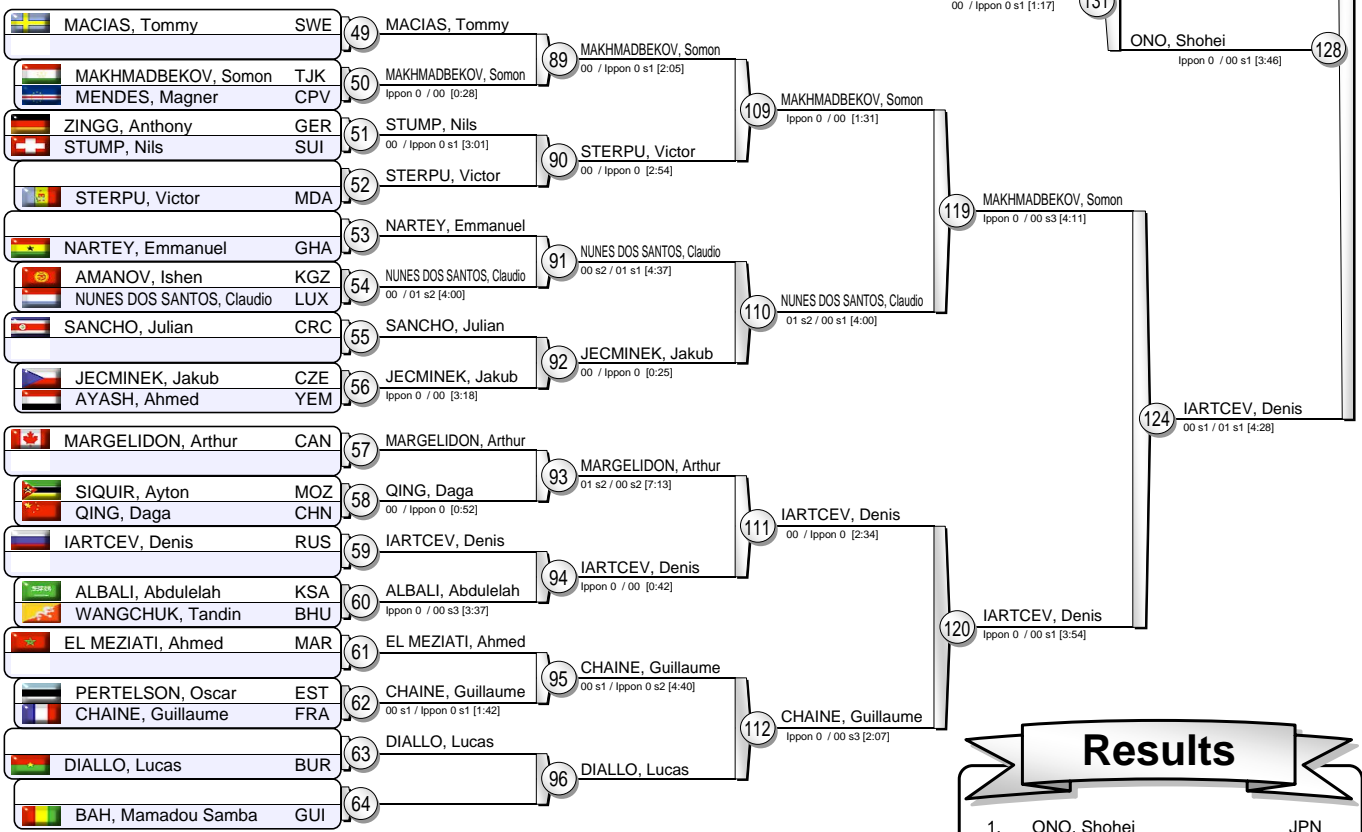 00 / Ippon 0 s1 [1:17]
131
ONO, Shohei
Ippon 0 / 00 s1 [3:46]
128
MACIAS, Tommy SWE
49
MACIAS, Tommy
MAKHMADBEKOV, Somon TJK
MENDES, Magner CPV
50
MAKHMADBEKOV, Somon
Ippon 0 / 00 [0:28]
89
MAKHMADBEKOV, Somon
00 / Ippon 0 s1 [2:05]
ZINGG, Anthony GER
STUMP, Nils SUI
51
STUMP, Nils
00 / Ippon 0 s1 [3:01]
STERPU, Victor MDA
52
STERPU, Victor
90
STERPU, Victor
00 / Ippon 0 [2:54]
109
MAKHMADBEKOV, Somon
Ippon 0 / 00 [1:31]
NARTEY, Emmanuel GHA
53
NARTEY, Emmanuel
AMANOV, Ishen KGZ
NUNES DOS SANTOS, Claudio LUX
54
NUNES DOS SANTOS, Claudio
00 / 01 s2 [4:00]
91
NUNES DOS SANTOS, Claudio
00 s2 / 01 s1 [4:37]
SANCHO, Julian CRC
55
SANCHO, Julian
JECMINEK, Jakub CZE
AYASH, Ahmed YEM
56
JECMINEK, Jakub
Ippon 0 / 00 [3:18]
92
JECMINEK, Jakub
00 / Ippon 0 [0:25]
110
NUNES DOS SANTOS, Claudio
01 s2 / 00 s1 [4:00]
119
MAKHMADBEKOV, Somon
Ippon 0 / 00 s3 [4:11]
MARGELIDON, Arthur CAN
57
MARGELIDON, Arthur
SIQUIR, Ayton MOZ
QING, Daga CHN
58
QING, Daga
00 / Ippon 0 [0:52]
93
MARGELIDON, Arthur
01 s2 / 00 s2 [7:13]
IARTCEV, Denis RUS
59
IARTCEV, Denis
ALBALI, Abdulelah KSA
WANGCHUK, Tandin BHU
60
ALBALI, Abdulelah
Ippon 0 / 00 s3 [3:37]
94
IARTCEV, Denis
Ippon 0 / 00 [0:42]
111
IARTCEV, Denis
00 / Ippon 0 [2:34]
EL MEZIATI, Ahmed MAR
61
EL MEZIATI, Ahmed
PERTELSON, Oscar EST
CHAINE, Guillaume FRA
62
CHAINE, Guillaume
00 s1 / Ippon 0 s1 [1:42]
95
CHAINE, Guillaume
00 s1 / Ippon 0 s2 [4:40]
DIALLO, Lucas BUR
63
DIALLO, Lucas
BAH, Mamadou Samba GUI
64
96
DIALLO, Lucas
112
CHAINE, Guillaume
Ippon 0 / 00 s3 [2:07]
120
IARTCEV, Denis
Ippon 0 / 00 s1 [3:54]
124
IARTCEV, Denis
00 s1 / 01 s1 [4:28]
Results
1. ONO, Shohei JPN